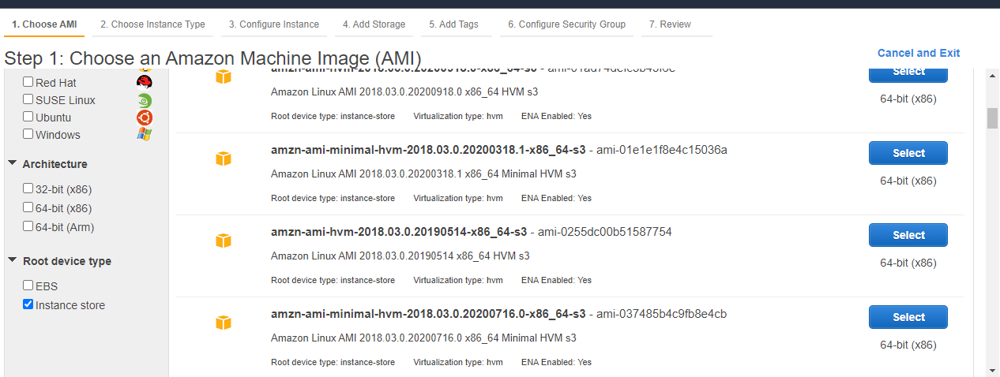 1. Choose AMI
2. Choose Instance Type
3. Configure Instance
4. Add Storage
5. Add Tags
6. Configure Security Group
7. Review
Step 1: Choose an Amazon Machine Image (AMI)
Cancel and Exit
Red Hat
SUSE Linux
Ubuntu
Windows
Architecture
32-bit (x86)
64-bit (x86)
64-bit (Arm)
Root device type
EBS
Instance store
Select
64-bit (x86)
Amazon Linux AMI 2018.03.0.20200918.0 x86_64 HVM s3
Root device type: instance-store Virtualization type: hvm ENA Enabled: Yes
amzn-ami-minimal-hvm-2018.03.0.20200318.1-x86_64-s3 - ami-01e1e1f8e4c15036a
Select
Amazon Linux AMI 2018.03.0.20200318.1 x86_64 Minimal HVM s3
64-bit (x86)
Root device type: instance-store Virtualization type: hvm ENA Enabled: Yes
amzn-ami-hvm-2018.03.0.20190514-x86_64-s3 - ami-0255dc00b51587754
Select
Amazon Linux AMI 2018.03.0.20190514 x86_64 HVM s3
64-bit (x86)
Root device type: instance-store Virtualization type: hvm ENA Enabled: Yes
amzn-ami-minimal-hvm-2018.03.0.20200716.0-x86_64-s3 - ami-037485b4c9fb8e4cb
Select
Amazon Linux AMI 2018.03.0.20200716.0 x86_64 Minimal HVM s3
64-bit (x86)
Root device type: instance-store Virtualization type: hvm ENA Enabled: Yes